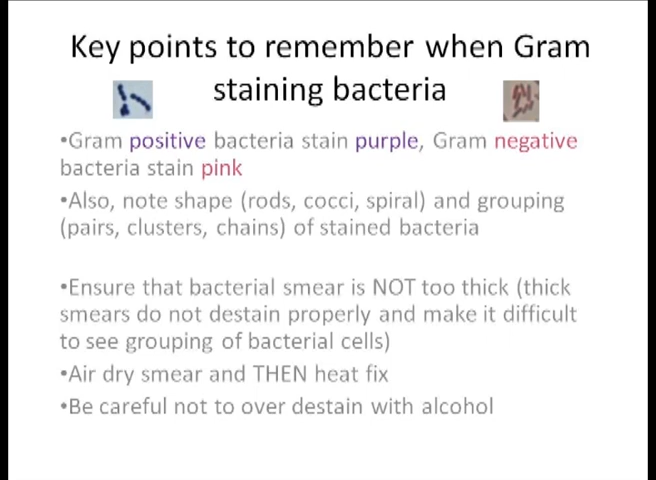 Key points to remember when Gram
staining bacteria
•Gram positive bacteria stain purple, Gram negative
bacteria stain pink
•Also, note shape (rods, cocci, spiral) and grouping
(pairs, clusters, chains) of stained bacteria
•Ensure that bacterial smear is NOT too thick (thick
smears do not destain properly and make it difficult
to see grouping of bacterial cells)
•Air dry smear and THEN heat fix
•Be careful not to over destain with alcohol